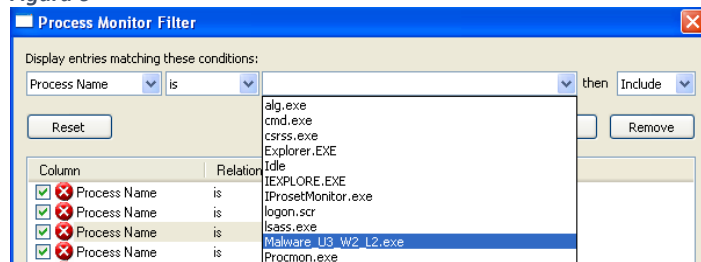 Process Monitor Filter
Display entries matching these conditions:
Process Name is then Include
Reset Remove
alg.exe
cmd.exe
csrss.exe
Explorer.EXE
Idle
IEXPLORE.EXE
IProsetMonitor.exe
logon.scr
lsass.exe
Malware_U3_W2_L2.exe
Procmon.exe
Column Relation
Process Name is
Process Name is
Process Name is
Process Name is